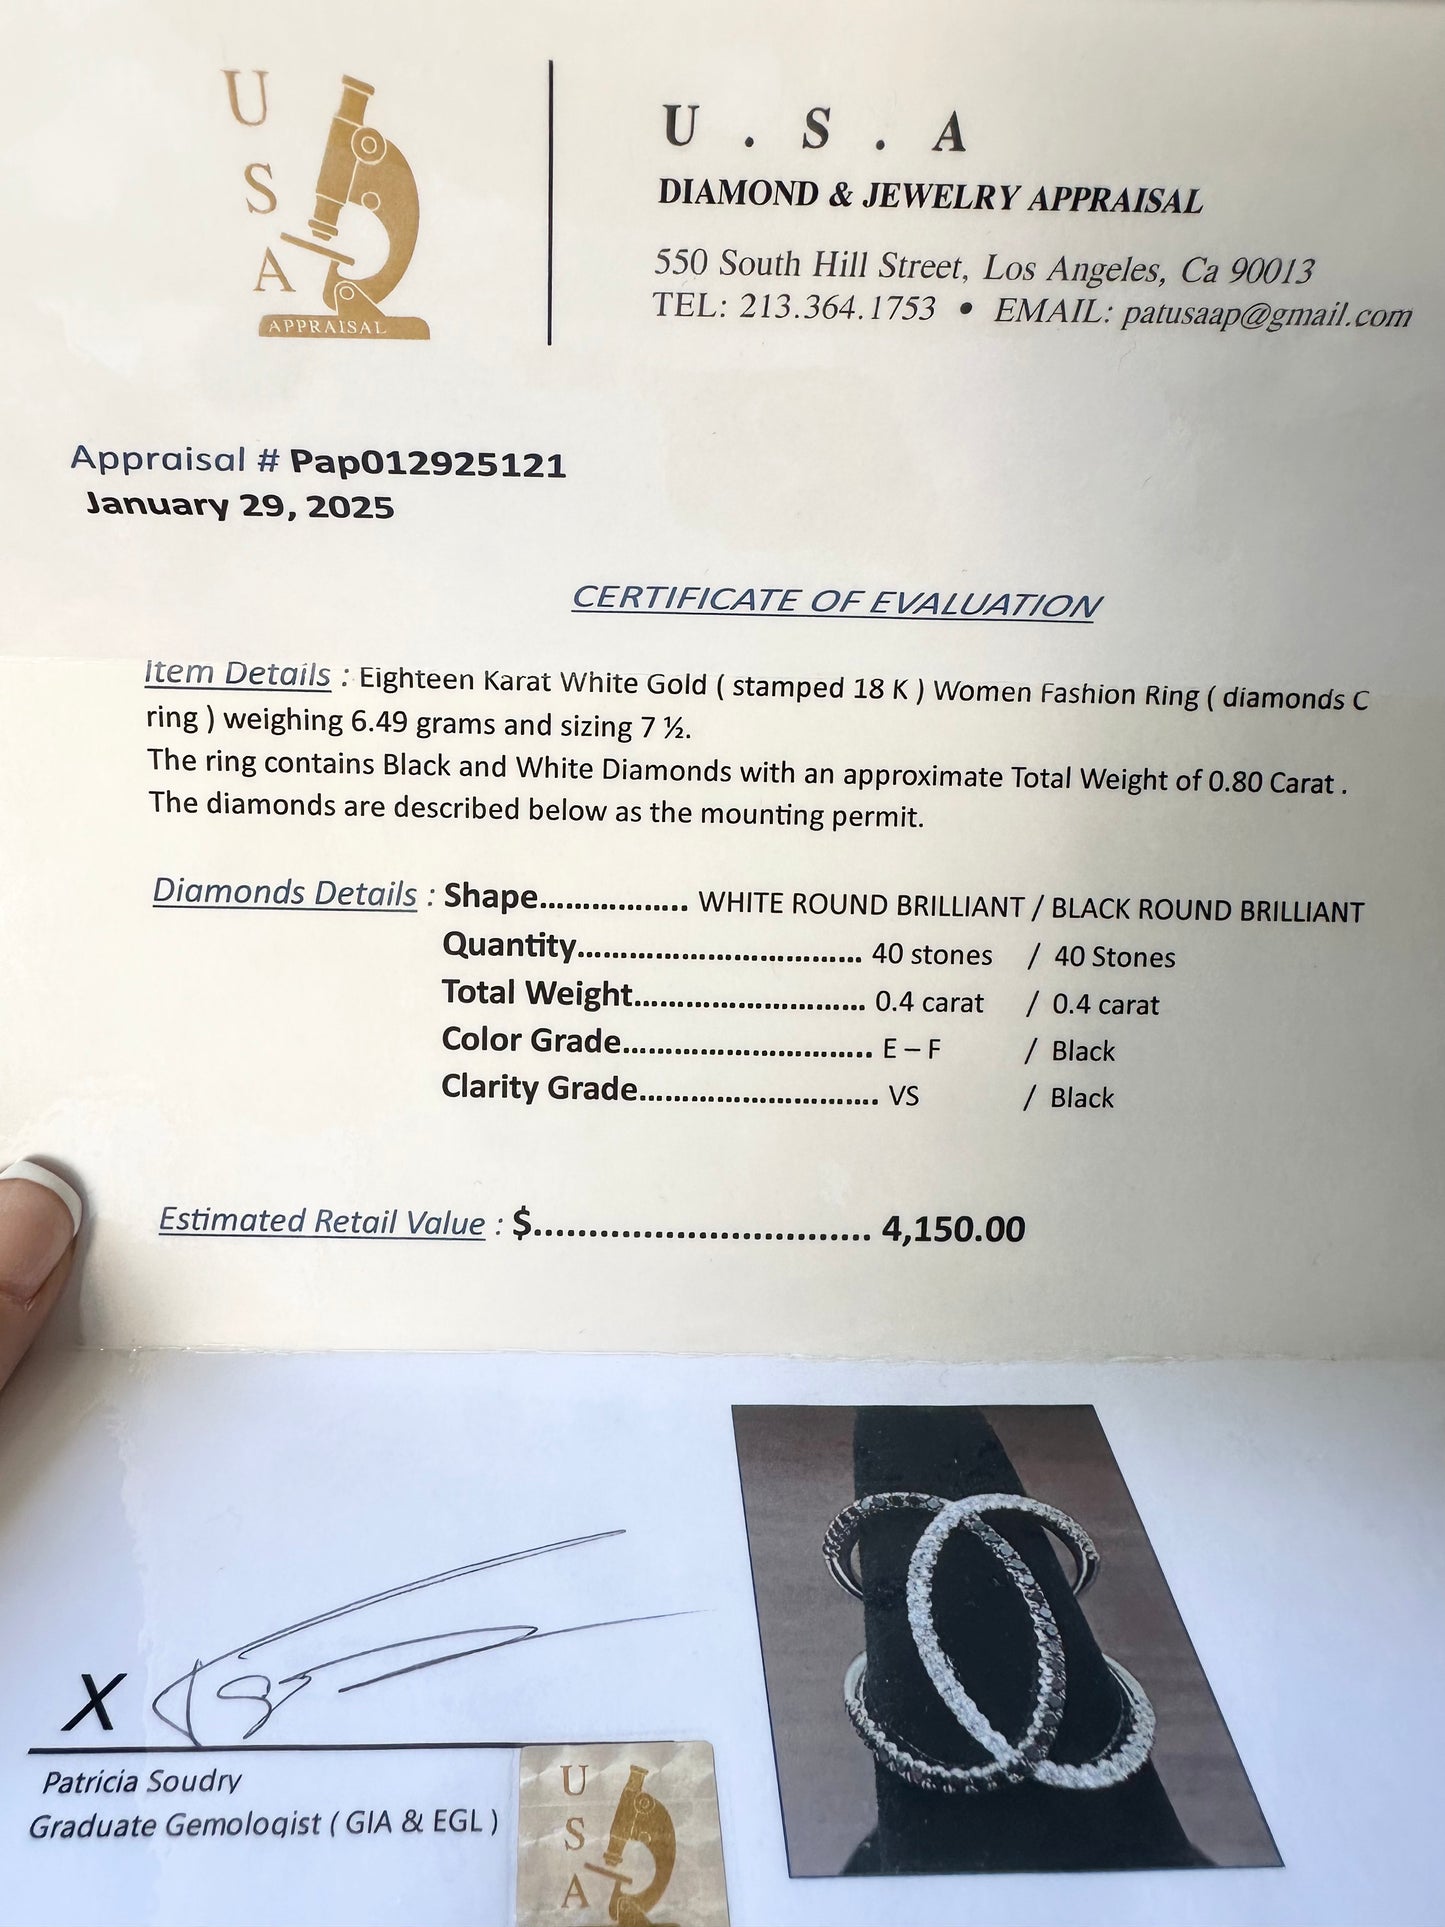 U
S
A
APPRAISAL
U . S . A
DIAMOND & JEWELRY APPRAISAL
550 South Hill Street, Los Angeles, Ca 90013
TEL: 213.364.1753 • EMAIL: patusaap@gmail.com
Appraisal # Pap012925121
January 29, 2025
CERTIFICATE OF EVALUATION
Item Details : Eighteen Karat White Gold ( stamped 18 K ) Women Fashion Ring ( diamonds C
ring ) weighing 6.49 grams and sizing 7 ½.
The ring contains Black and White Diamonds with an approximate Total Weight of 0.80 Carat .
The diamonds are described below as the mounting permit.
Diamonds Details : Shape................. WHITE ROUND BRILLIANT / BLACK ROUND BRILLIANT
Quantity................................ 40 stones / 40 Stones
Total Weight.......................... 0.4 carat / 0.4 carat
Color Grade............................ E – F / Black
Clarity Grade........................... VS / Black
Estimated Retail Value : $............................... 4,150.00
X
Patricia Soudry
Graduate Gemologist ( GIA & EGL )
U
S
A